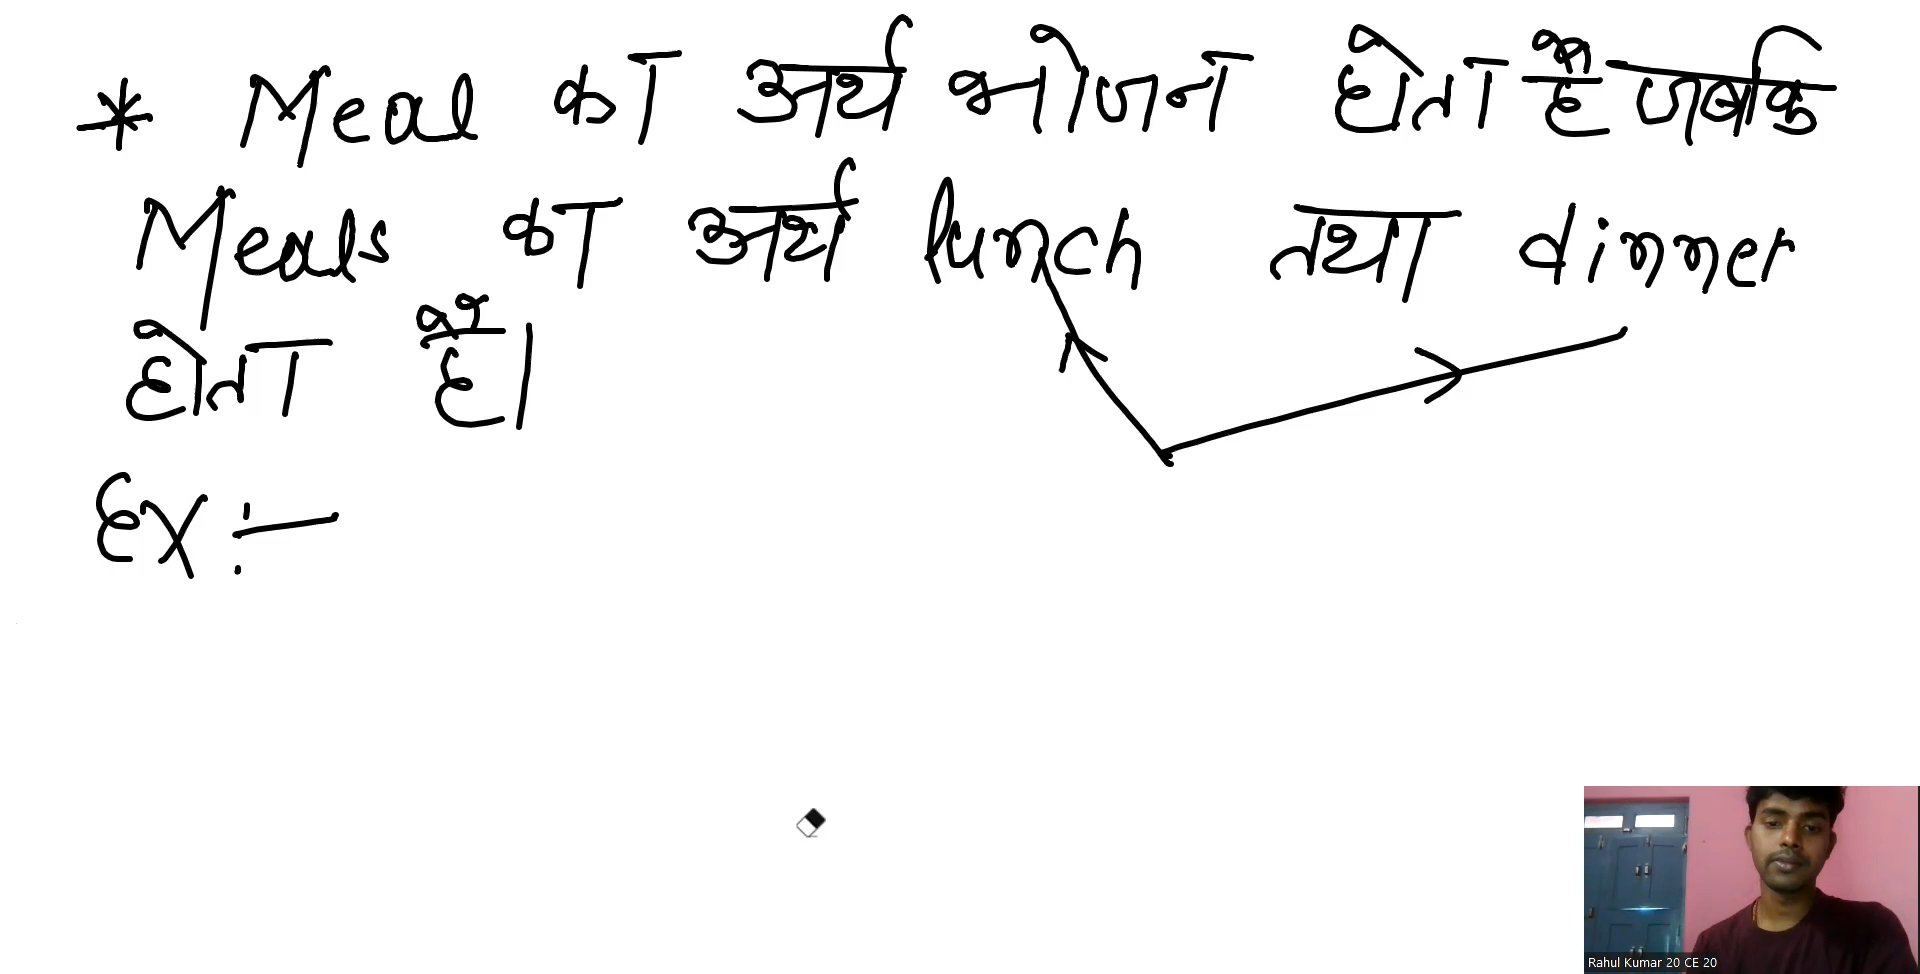 * Meal का अर्थ भोजन होता है जबकि
Meals का अर्थ lunch तथा dinner
होता है।
Ex :-
Rahul Kumar 20 CE 20